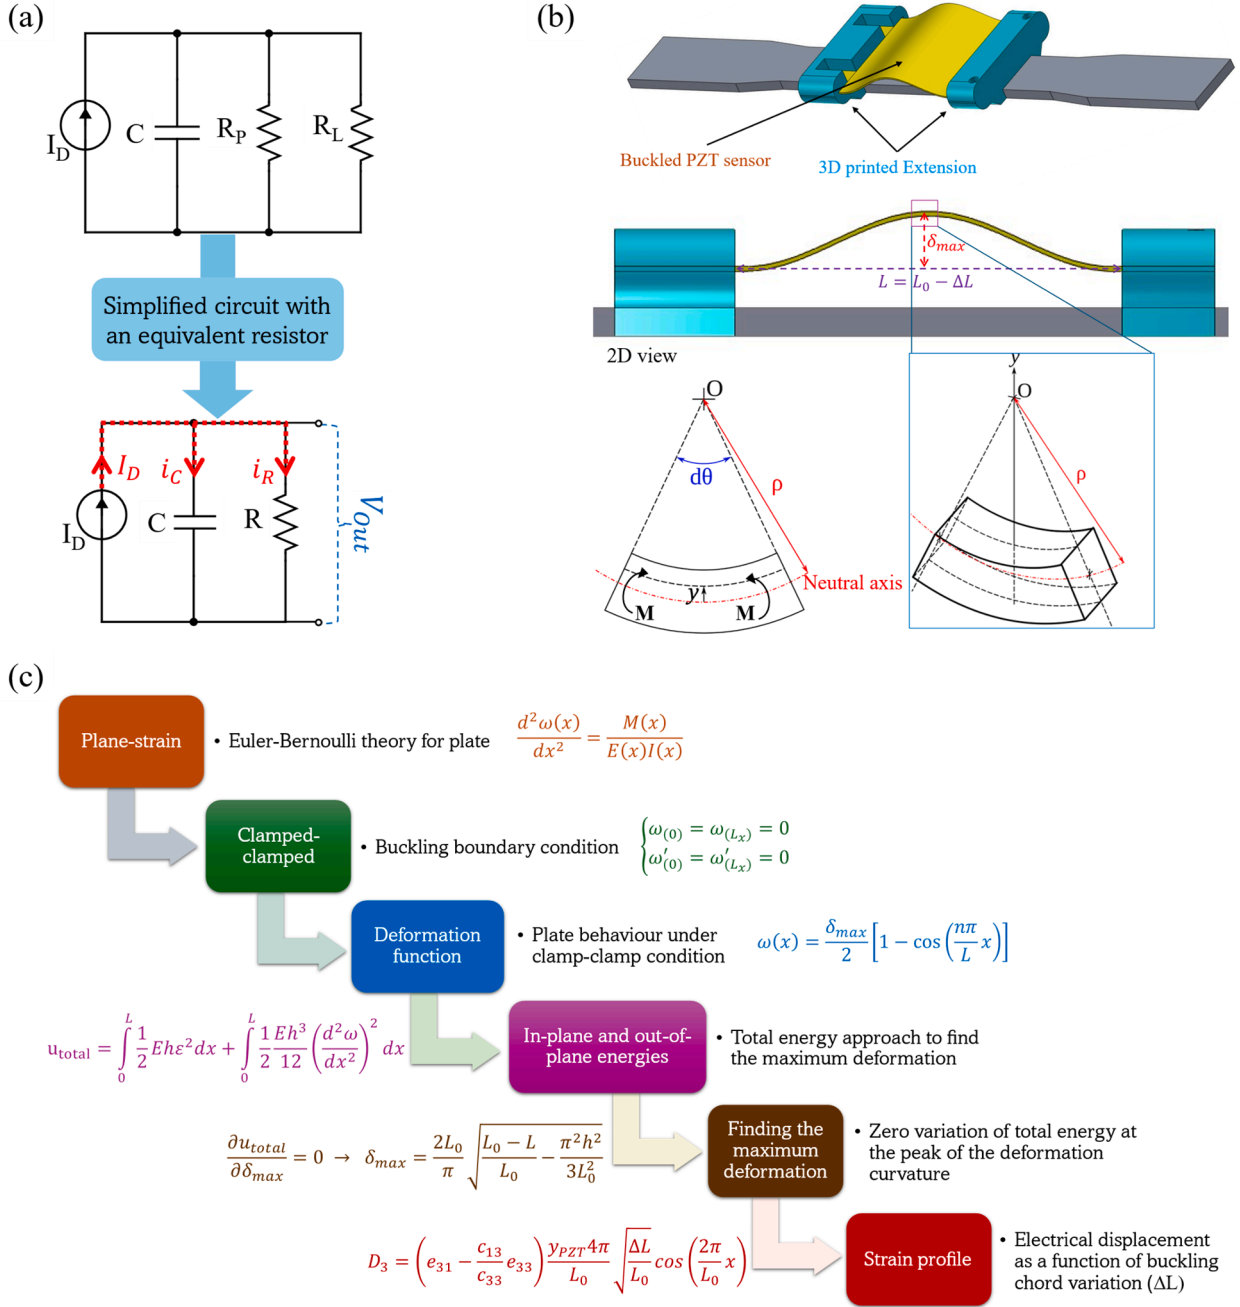 (a)
I_D
C
R_P
R_L
Simplified circuit with
an equivalent resistor
I_D
i_C
i_R
I_D
C
R
V_Out
(b)
Buckled PZT sensor
3D printed Extension
δ_max
L = L_0 − ΔL
2D view
O
dθ
ρ
Neutral axis
y
M
M
y
O
ρ
(c)
Plane-strain
• Euler-Bernoulli theory for plate
d²ω(x)/dx² = M(x)/E(x)I(x)
Clamped-
clamped
• Buckling boundary condition
ω_(0) = ω_(L_x) = 0
ω′_(0) = ω′_(L_x) = 0
Deformation
function
• Plate behaviour under
clamp-clamp condition
ω(x) = δ_max/2 [1 − cos(nπ/L x)]
u_total = ∫_0^L 1/2 Ehε²dx + ∫_0^L 1/2 Eh³/12 (d²ω/dx²)² dx
In-plane and out-of-
plane energies
• Total energy approach to find
the maximum deformation
∂u_total/∂δ_max = 0 → δ_max = 2L_0/π √(L_0 − L/L_0 − π²h²/3L_0²)
Finding the
maximum
deformation
• Zero variation of total energy at
the peak of the deformation
curvature
D_3 = (e_31 − c_13/c_33 e_33) y_PZT 4π/L_0 √(ΔL/L_0) cos(2π/L_0 x)
Strain profile
• Electrical displacement
as a function of buckling
chord variation (ΔL)